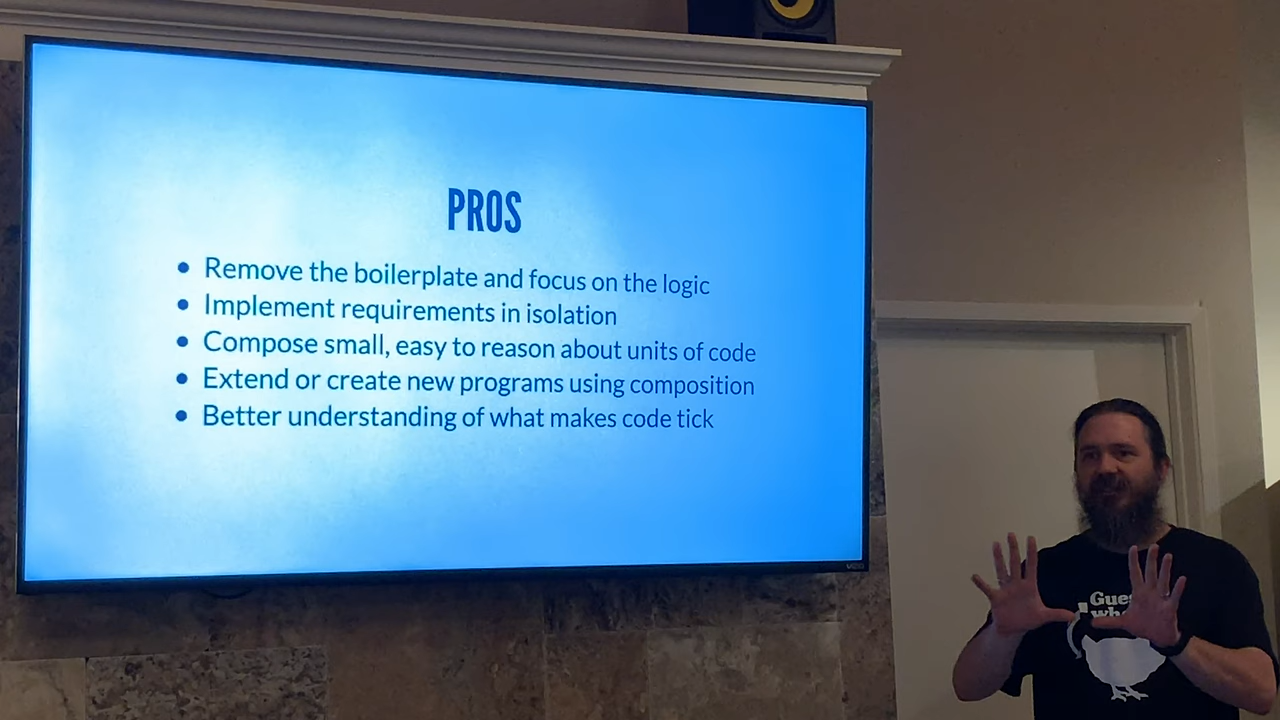 PROS
• Remove the boilerplate and focus on the logic
• Implement requirements in isolation
• Compose small, easy to reason about units of code
• Extend or create new programs using composition
• Better understanding of what makes code tick
VIZIO